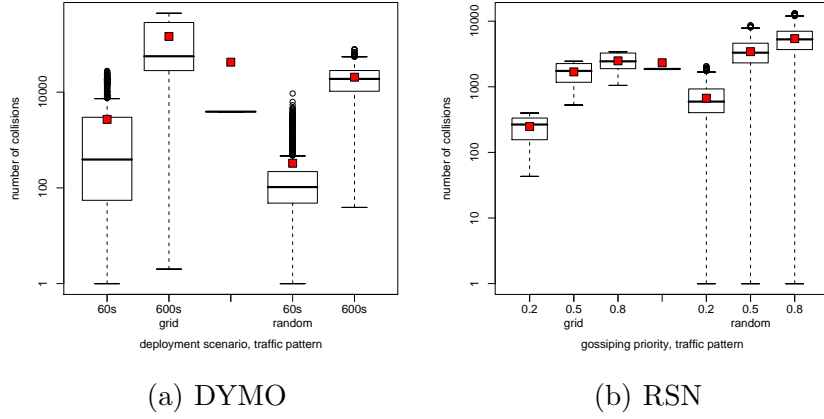 number of collisions
10000
100
1
60s 600s 60s 600s
grid random
deployment scenario, traffic pattern
(a) DYMO
number of collisions
10000
1000
100
10
1
0.2 0.5 0.8 0.2 0.5 0.8
grid random
gossiping priority, traffic pattern
(b) RSN